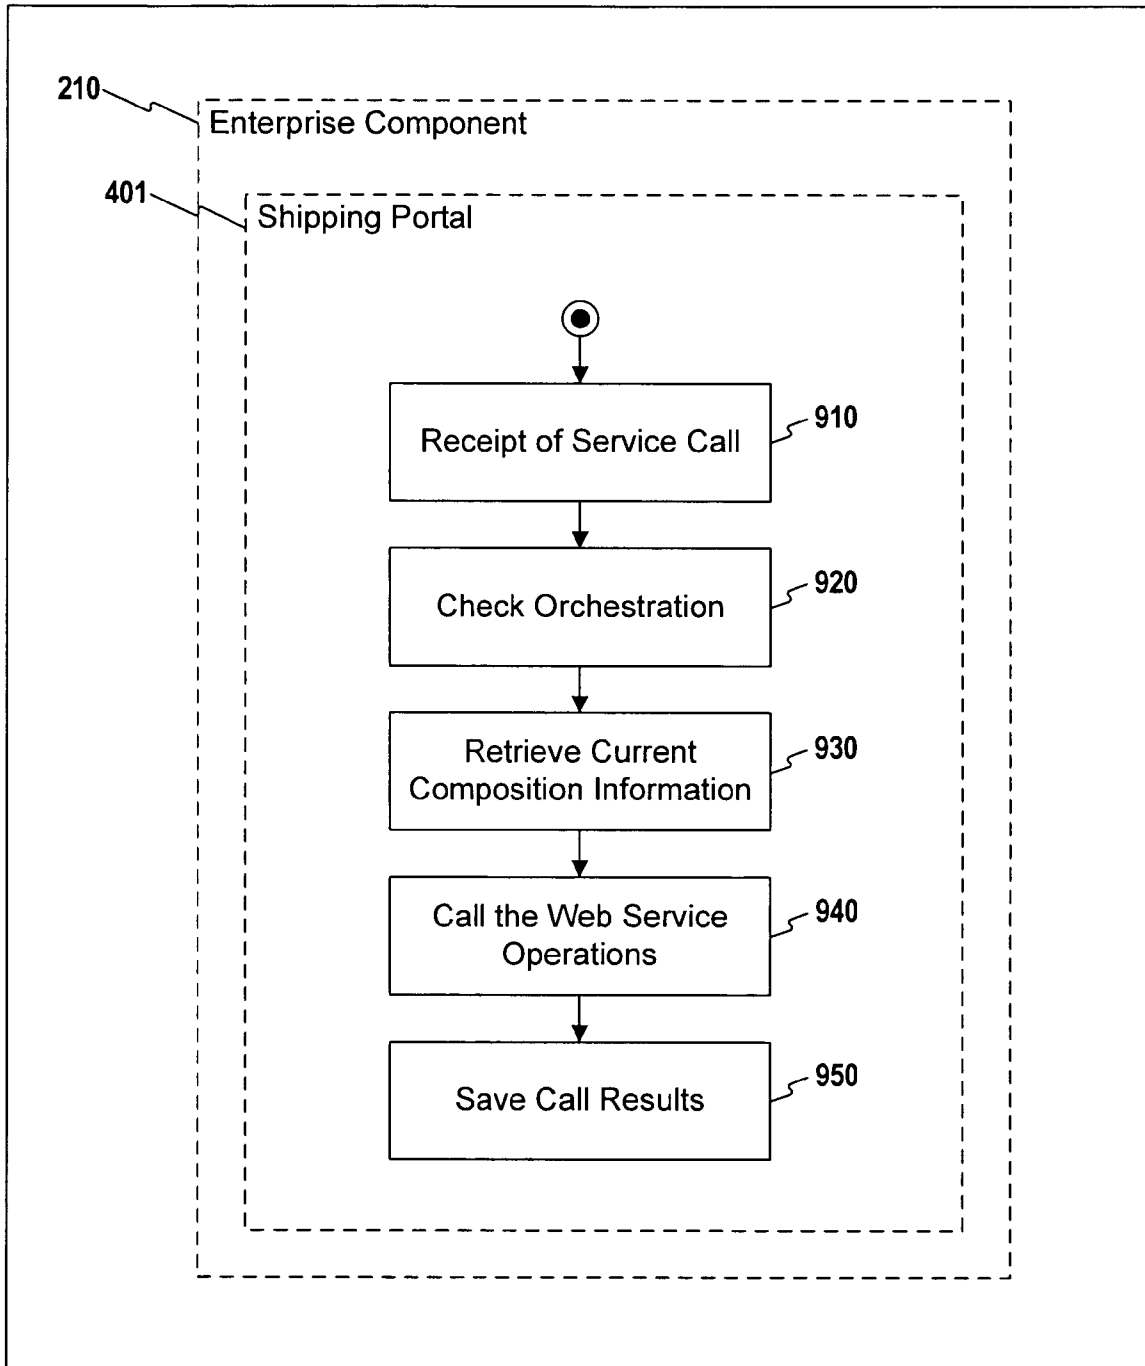 210
Enterprise Component
401
Shipping Portal
Receipt of Service Call
910
Check Orchestration
920
Retrieve Current
Composition Information
930
Call the Web Service
Operations
940
Save Call Results
950